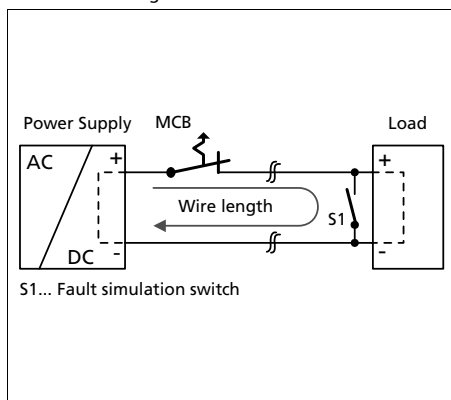 Power Supply MCB Load
AC + +
Wire length
S1
DC - -
S1... Fault simulation switch